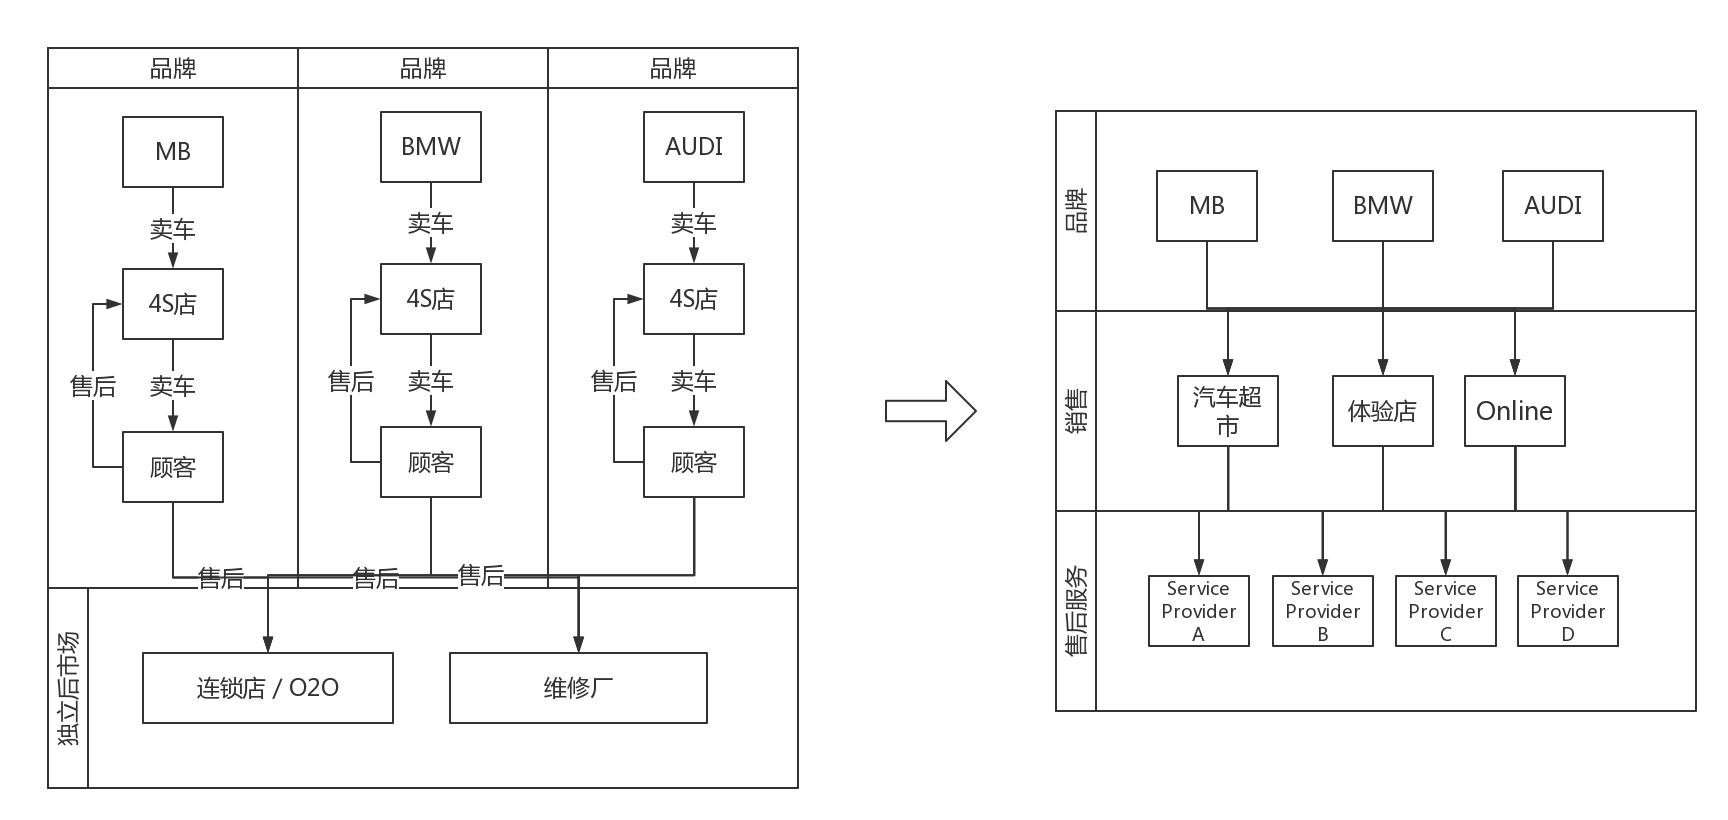 品牌
品牌
品牌
MB
BMW
AUDI
卖车
卖车
卖车
4S店
4S店
4S店
售后
卖车
售后
卖车
售后
卖车
顾客
顾客
顾客
售后
售后
售后
独立后市场
连锁店 / O2O
维修厂
品牌
MB
BMW
AUDI
销售
汽车超
市
体验店
Online
售后服务
Service
Provider
A
Service
Provider
B
Service
Provider
C
Service
Provider
D